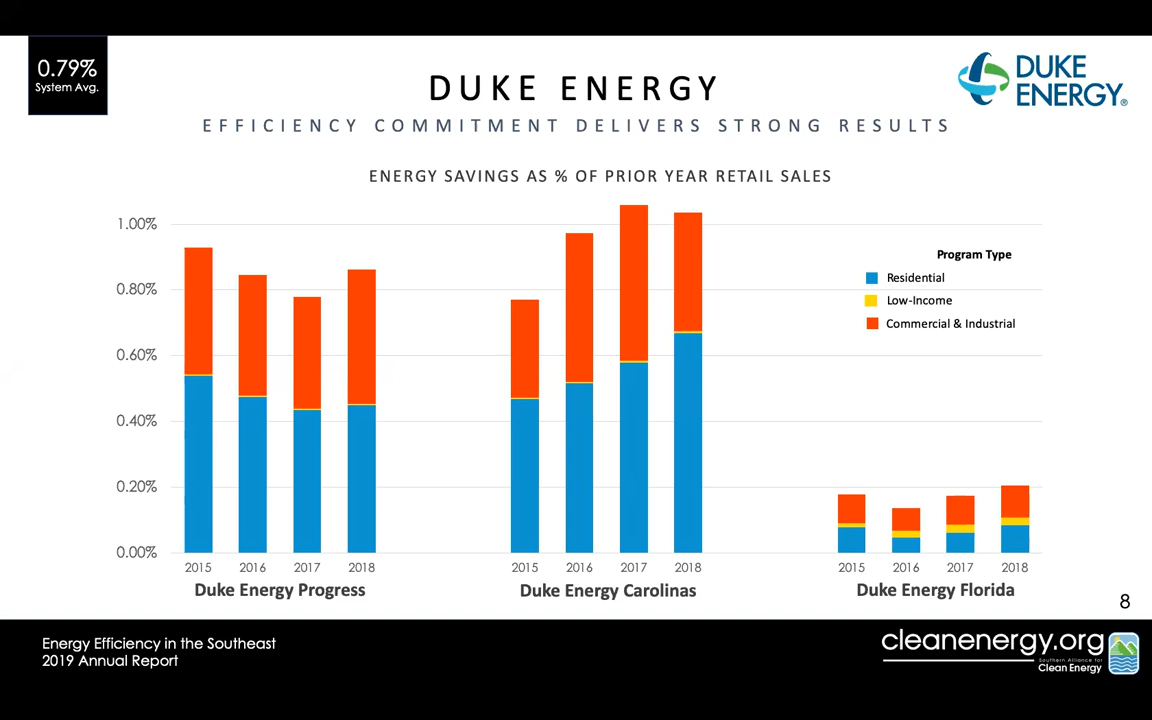 0.79%
System Avg.
DUKE ENERGY
EFFICIENCY COMMITMENT DELIVERS STRONG RESULTS
DUKE
ENERGY®
ENERGY SAVINGS AS % OF PRIOR YEAR RETAIL SALES
1.00%
0.80%
0.60%
0.40%
0.20%
0.00%
Program Type
Residential
Low-Income
Commercial & Industrial
2015 2016 2017 2018
Duke Energy Progress
2015 2016 2017 2018
Duke Energy Carolinas
2015 2016 2017 2018
Duke Energy Florida
8
Energy Efficiency in the Southeast
2019 Annual Report
cleanenergy.org
Southern Alliance for
Clean Energy